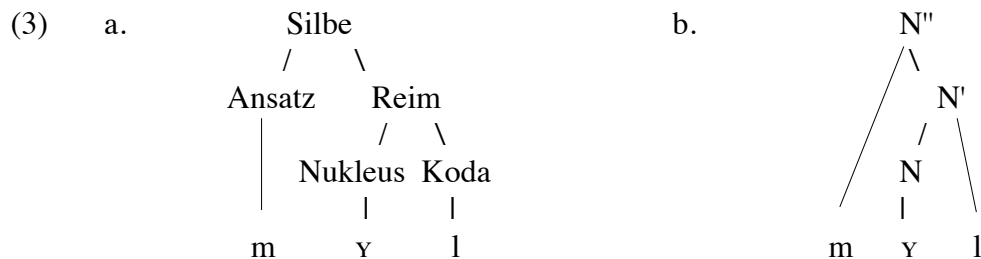 (3) a. Silbe b. N"
Ansatz Reim N'
Nukleus Koda N
m ʏ l m ʏ l